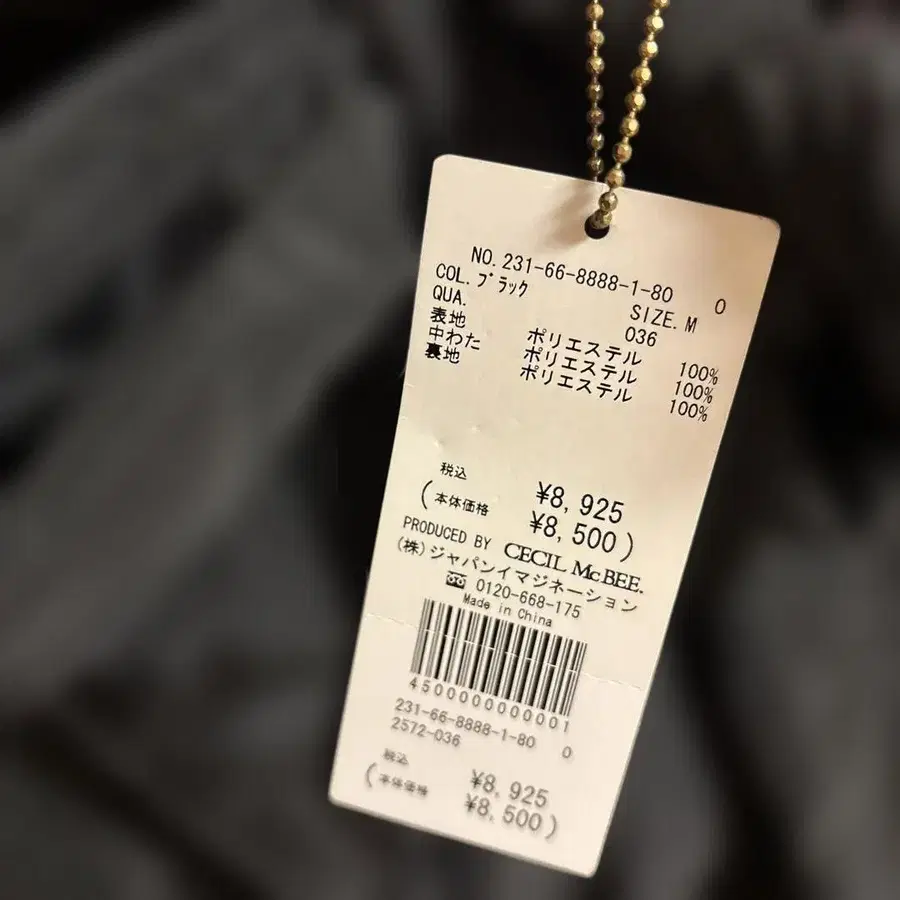 NO. 231-66-8888-1-80 0
COL. ブラック SIZE. M
QUA. 036
表地 ポリエステル 100%
中わた ポリエステル 100%
裏地 ポリエステル 100%
税込 ¥8,925
(本体価格 ¥8,500)
PRODUCED BY CECIL McBEE.
(株)ジャパンイマジネーション
0120-668-175
Made in China
4500000000001
231-66-8888-1-80 0
2572-036
税込 ¥8,925
(本体価格 ¥8,500)